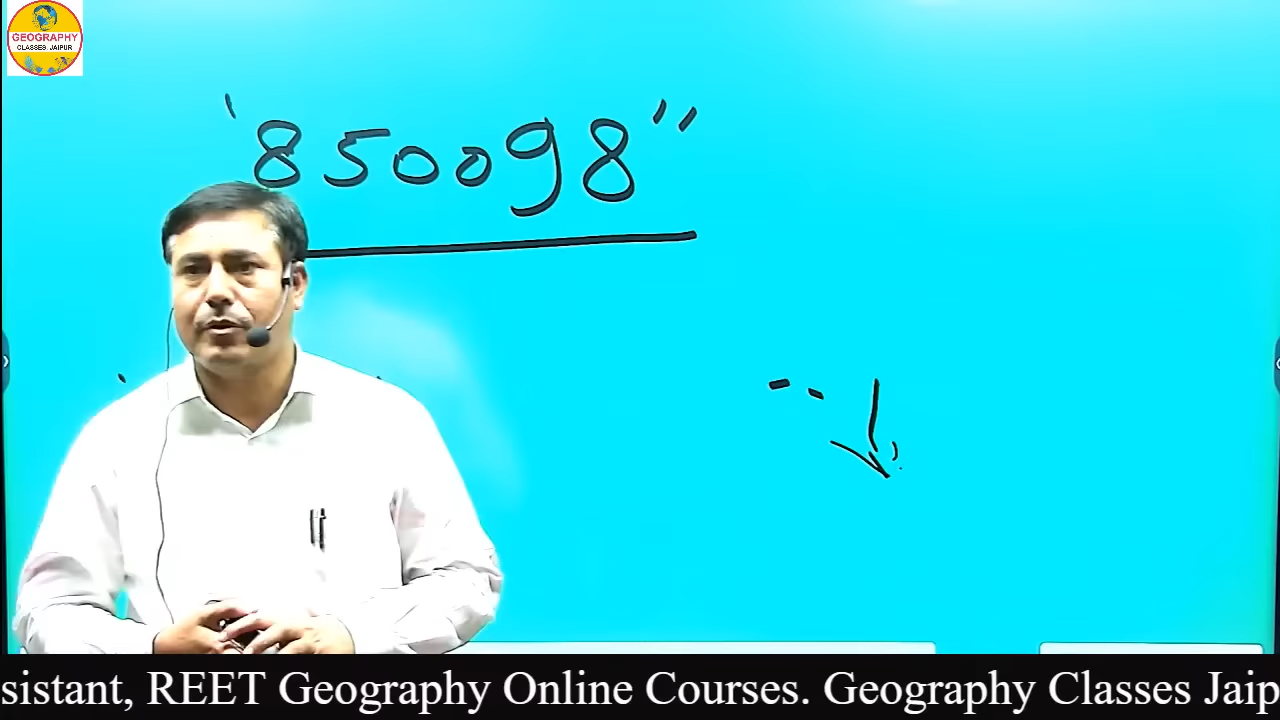 GEOGRAPHY
CLASSES, JAIPUR
'850098"
sistant, REET Geography Online Courses. Geography Classes Jaip